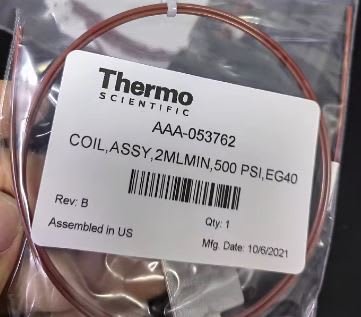 Thermo
SCIENTIFIC
AAA-053762
COIL,ASSY,2MLMIN,500 PSI,EG40
Rev: B
Qty: 1
Assembled in US
Mfg. Date: 10/6/2021